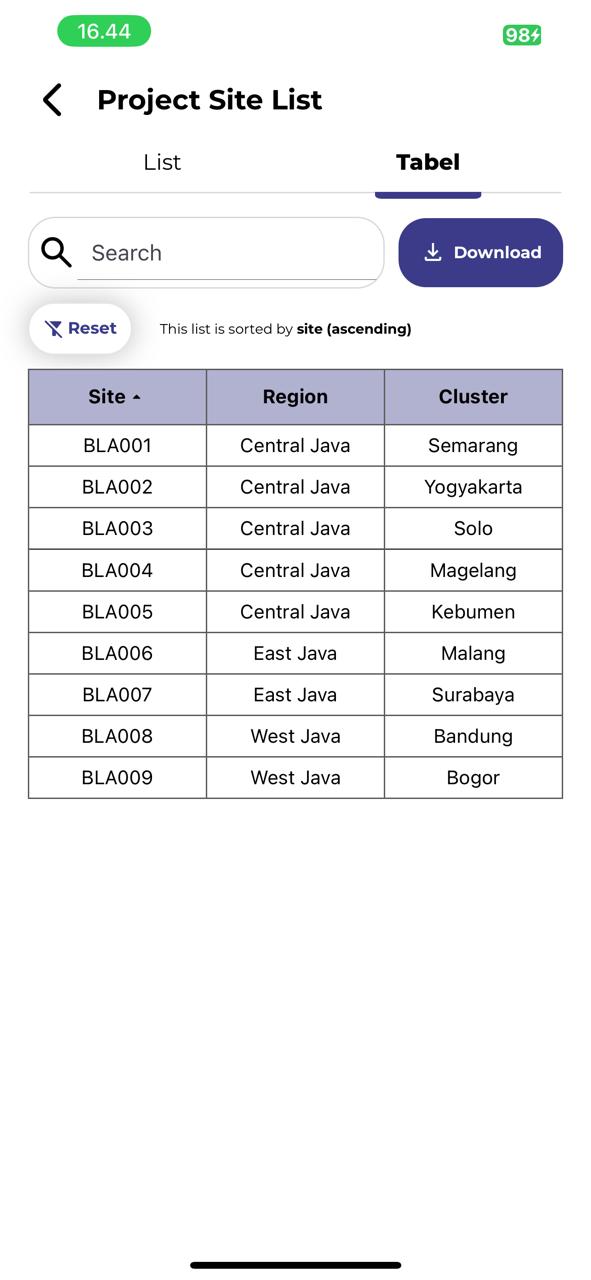 16.44 98
Project Site List
List Tabel
Search Download
Reset This list is sorted by site (ascending)
Site Region Cluster
BLA001 Central Java Semarang
BLA002 Central Java Yogyakarta
BLA003 Central Java Solo
BLA004 Central Java Magelang
BLA005 Central Java Kebumen
BLA006 East Java Malang
BLA007 East Java Surabaya
BLA008 West Java Bandung
BLA009 West Java Bogor